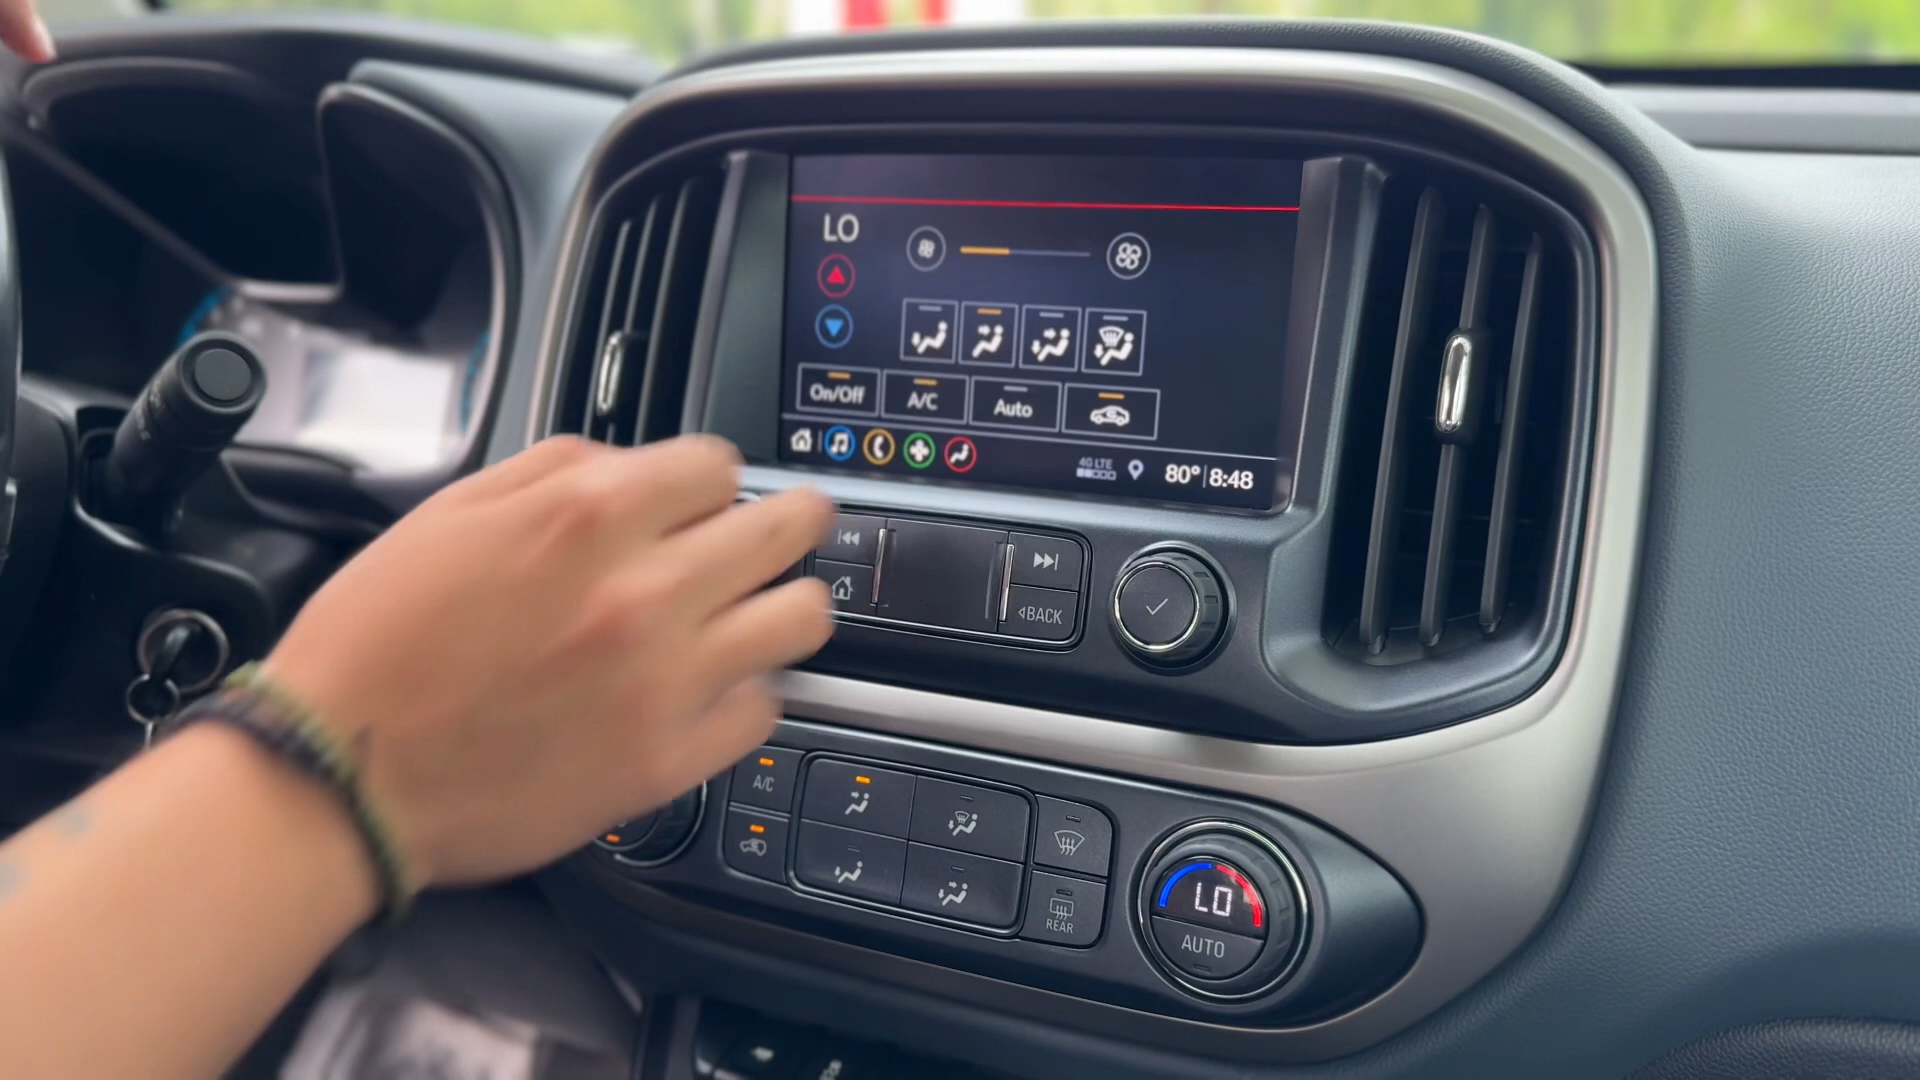 LO
On/Off A/C Auto
4G LTE 80° 8:48
BACK
A/C
LO
REAR
AUTO